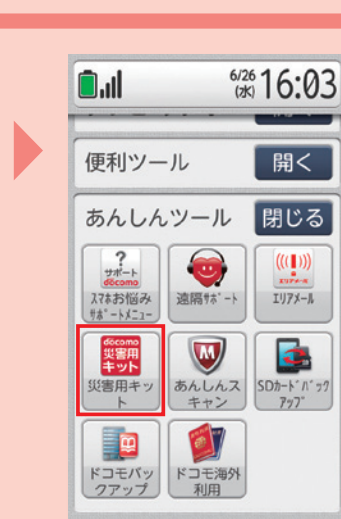 6/26
(水) 16:03
便利ツール 開く
あんしんツール 閉じる
?
サポート
docomo
スマホお悩み
サポートメニュー
遠隔サポート
エリアメール
エリアメール
docomo
災害用
キット
災害用キッ
ト
M
あんしんス
キャン
SDカードバック
アップ
ドコモバッ
クアップ
ドコモ海外
利用